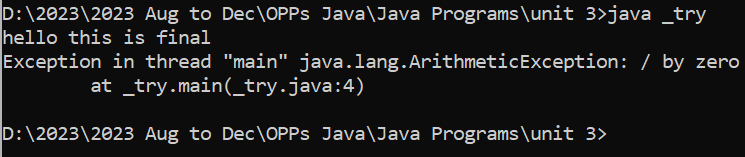 D:\2023\2023 Aug to Dec\OPPs Java\Java Programs\unit 3>java _try
hello this is final
Exception in thread "main" java.lang.ArithmeticException: / by zero
        at _try.main(_try.java:4)
D:\2023\2023 Aug to Dec\OPPs Java\Java Programs\unit 3>